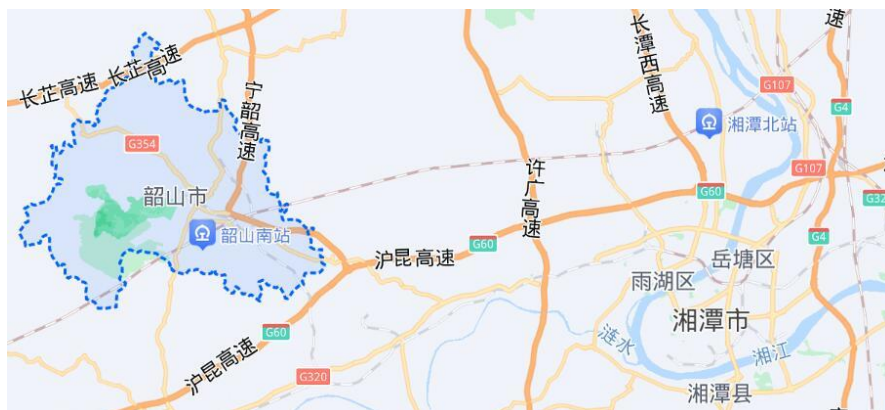 长芷高速
长芷高速
宁韶高速
G354
韶山市
韶山南站
沪昆高速
G60
沪昆高速
G60
G320
许广高速
长潭西高速
湘潭北站
G107
G4
G107
G60
G4
岳塘区
雨湖区
湘潭市
涟水
湘江
湘潭县
速